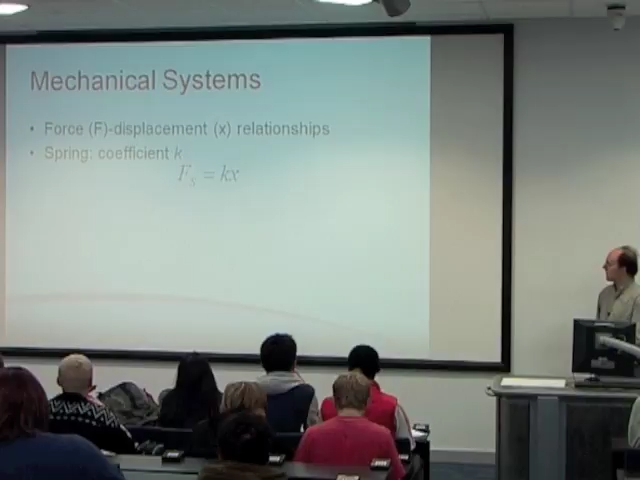 Mechanical Systems
• Force (F)-displacement (x) relationships
• Spring: coefficient k
Fs = kx